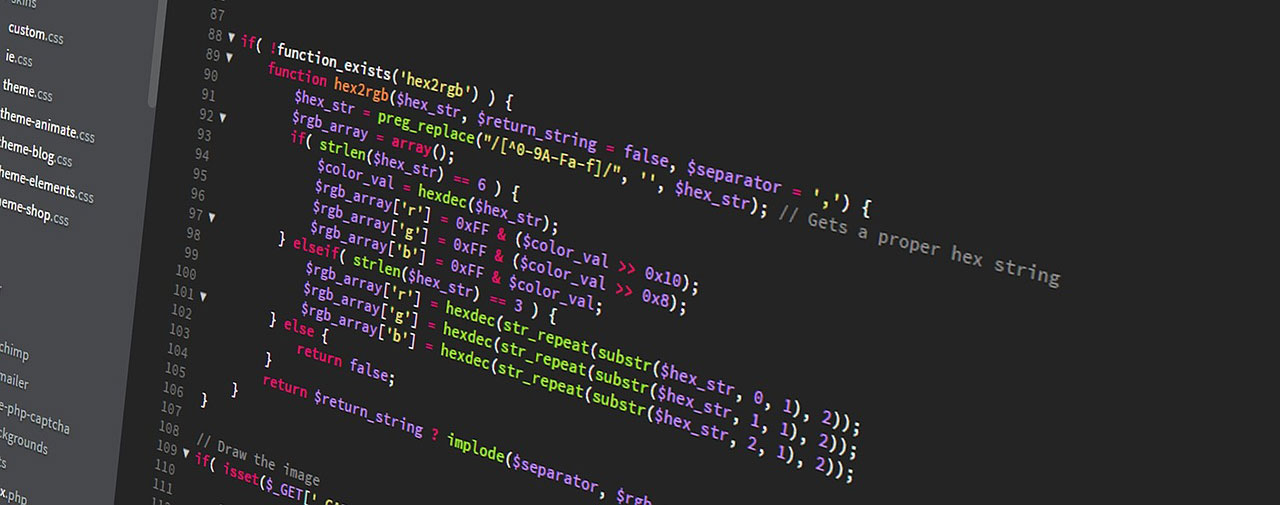 skins
custom.css
ie.css
theme.css
theme-animate.css
theme-blog.css
theme-elements.css
theme-shop.css
chimp
mailer
e-php-captcha
ckgrounds
ts
x.php
87
88 if( !function_exists('hex2rgb') ) {
89 function hex2rgb($hex_str, $return_string = false, $separator = ',') {
90 $hex_str = preg_replace("/[^0-9A-Fa-f]/", '', $hex_str); // Gets a proper hex string
91 $rgb_array = array();
92 if( strlen($hex_str) == 6 ) {
93 $color_val = hexdec($hex_str);
94 $rgb_array['r'] = 0xFF & ($color_val >> 0x10);
95 $rgb_array['g'] = 0xFF & ($color_val >> 0x8);
96 $rgb_array['b'] = 0xFF & $color_val;
97 } elseif( strlen($hex_str) == 3 ) {
98 $rgb_array['r'] = hexdec(str_repeat(substr($hex_str, 0, 1), 2));
99 $rgb_array['g'] = hexdec(str_repeat(substr($hex_str, 1, 1), 2));
100 $rgb_array['b'] = hexdec(str_repeat(substr($hex_str, 2, 1), 2));
101 } else {
102 return false;
103 }
104 return $return_string ? implode($separator, $rgb
105 }
106 }
107
108 // Draw the image
109 if( isset($_GET['
110
111